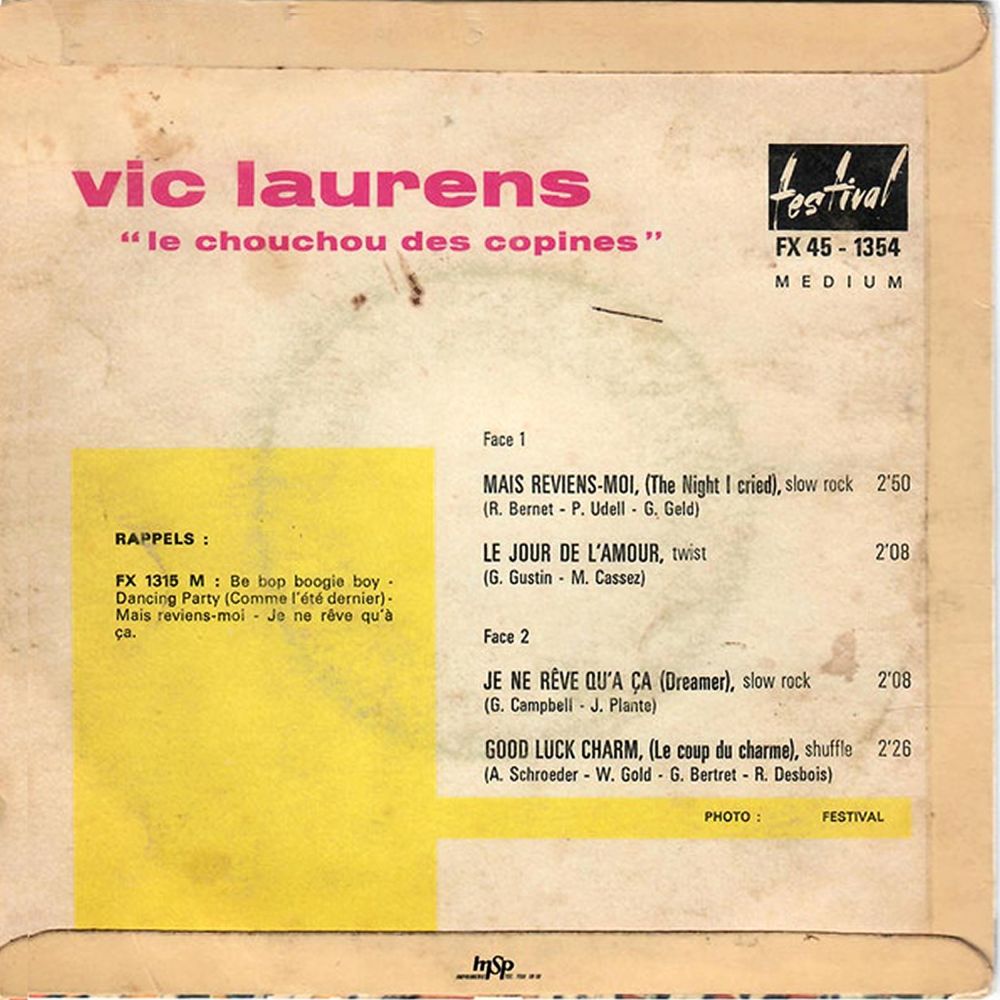 vic laurens
“le chouchou des copines”
festival
FX 45 - 1354
MEDIUM
Face 1
MAIS REVIENS-MOI, (The Night I cried), slow rock 2'50
(R. Bernet - P. Udell - G. Geld)
LE JOUR DE L'AMOUR, twist 2'08
(G. Gustin - M. Cassez)
Face 2
JE NE RÊVE QU'A ÇA (Dreamer), slow rock 2'08
(G. Campbell - J. Plante)
GOOD LUCK CHARM, (Le coup du charme), shuffle 2'26
(A. Schroeder - W. Gold - G. Bertret - R. Desbois)
RAPPELS :
FX 1315 M : Be bop boogie boy -
Dancing Party (Comme l'été dernier) -
Mais reviens-moi - Je ne rêve qu'à
ça.
PHOTO : FESTIVAL
msp